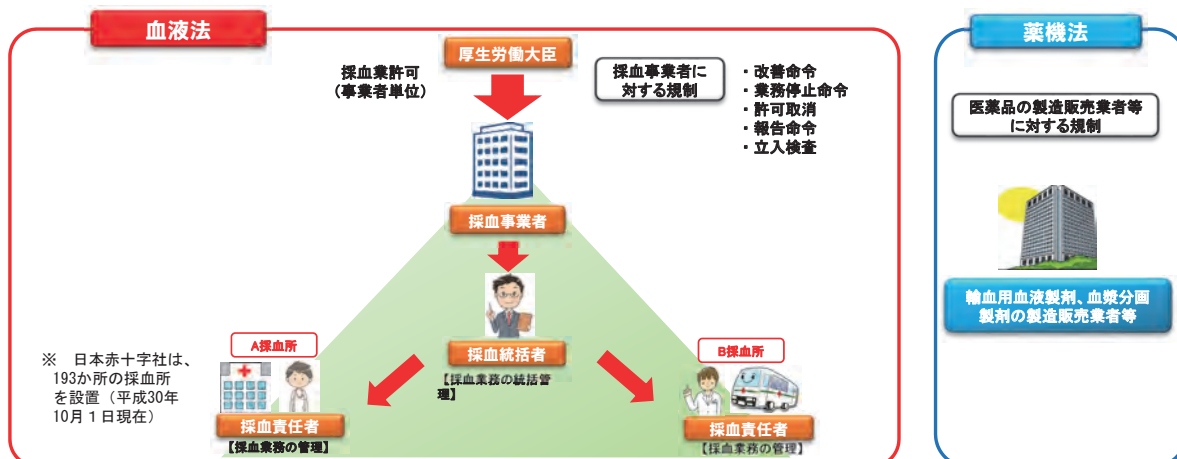 血液法
厚生労働大臣
採血業許可
（事業者単位）
採血事業者に
対する規制
・改善命令
・業務停止命令
・許可取消
・報告命令
・立入検査
採血事業者
採血統括者
【採血業務の統括管
理】
A採血所
採血責任者
【採血業務の管理】
B採血所
採血責任者
【採血業務の管理】
※　日本赤十字社は、
193か所の採血所
を設置（平成30年
10月１日現在）
薬機法
医薬品の製造販売業者等
に対する規制
輸血用血液製剤、血漿分画
製剤の製造販売業者等